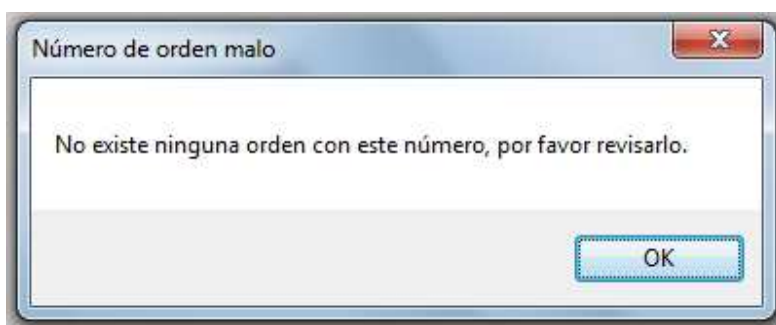 Número de orden malo
No existe ninguna orden con este número, por favor revisarlo.
OK